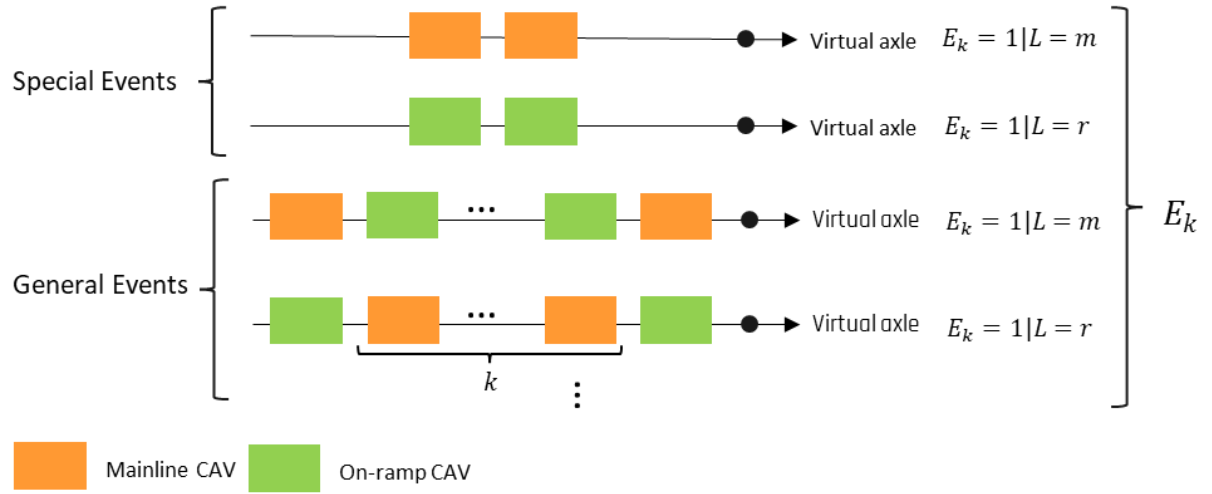 Special Events
Virtual axle E_k = 1|L = m
Virtual axle E_k = 1|L = r
General Events
... Virtual axle E_k = 1|L = m
... Virtual axle E_k = 1|L = r
k
⋮
E_k
Mainline CAV On-ramp CAV